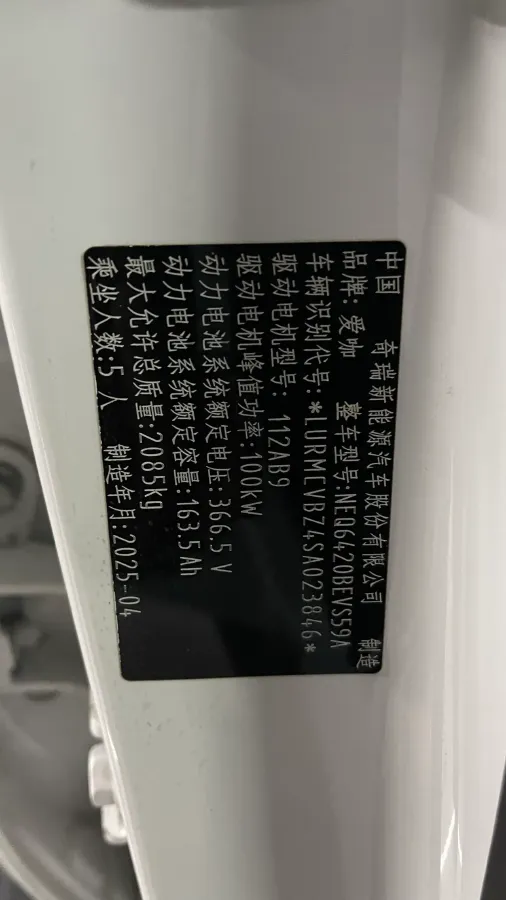 中国 奇瑞新能源汽车股份有限公司 制造
品牌:爱咖 整车型号:NEQ6420BEVS59A
车辆识别代号:*LURMCVBZ4SA023846*
驱动电机型号: 112AB9
驱动电机峰值功率:100kW
动力电池系统额定电压:366.5 V
动力电池系统额定容量:163.5 Ah
最大允许总质量:2085kg
乘坐人数:5 人 制造年月:2025-04